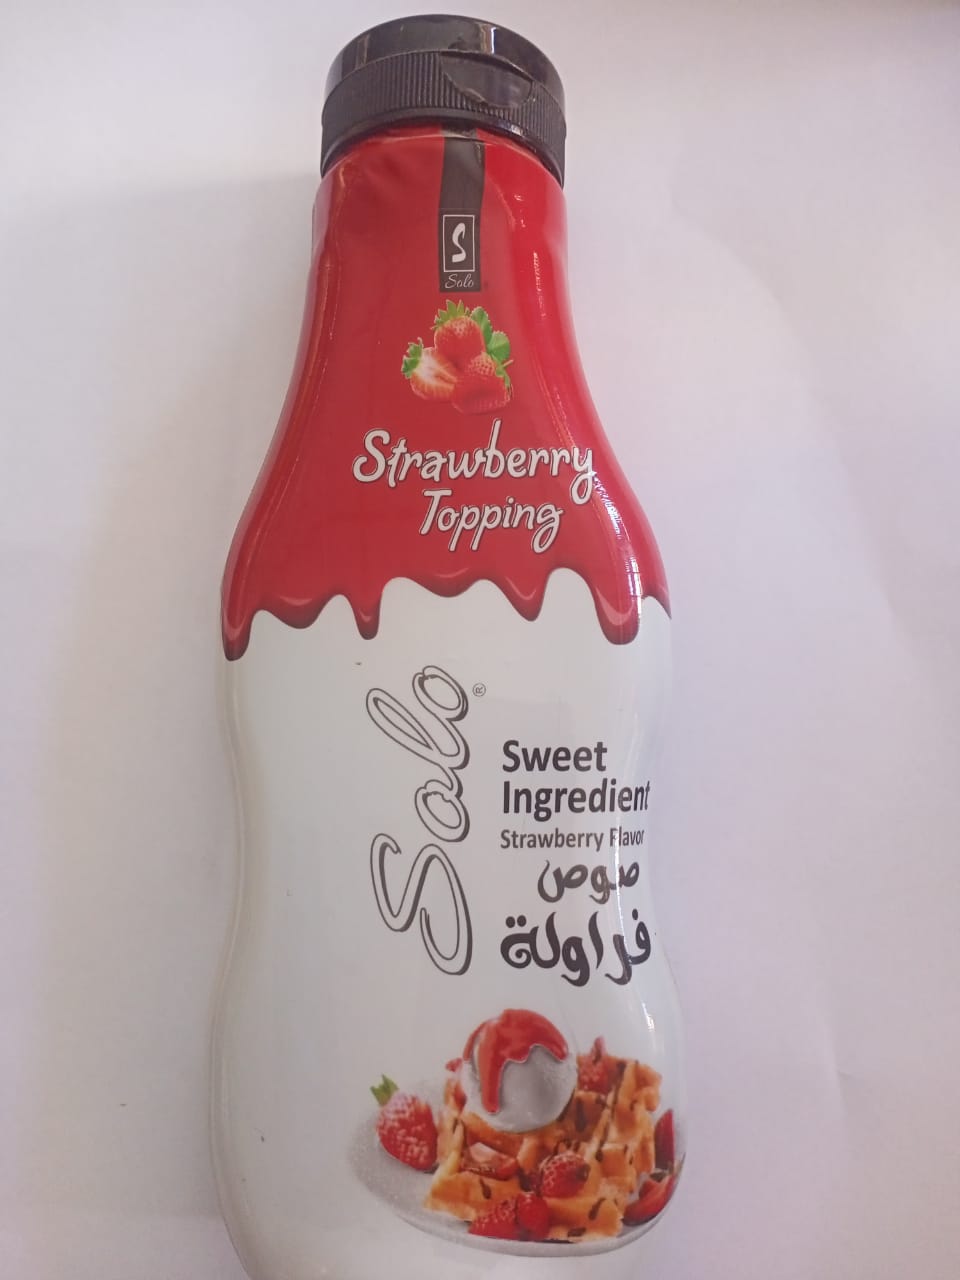 S
Solo
Strawberry
Topping
Solo®
Sweet
Ingredient
Strawberry Flavor
صوص
فراولة